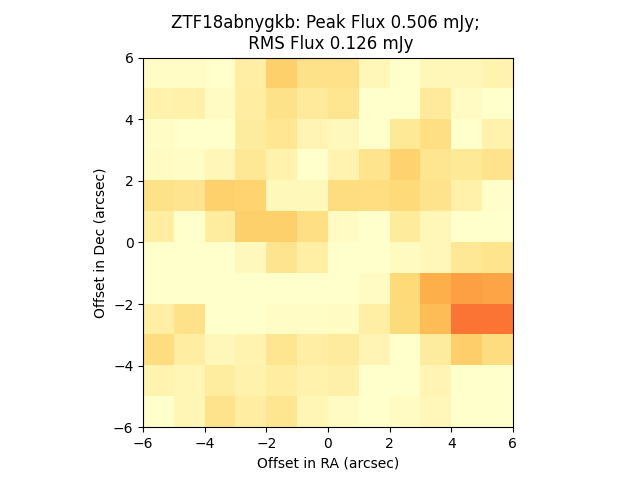 ZTF18abnygkb: Peak Flux 0.506 mJy;
RMS Flux 0.126 mJy
6
4
2
0
−2
−4
−6
Offset in Dec (arcsec)
−6 −4 −2 0 2 4 6
Offset in RA (arcsec)